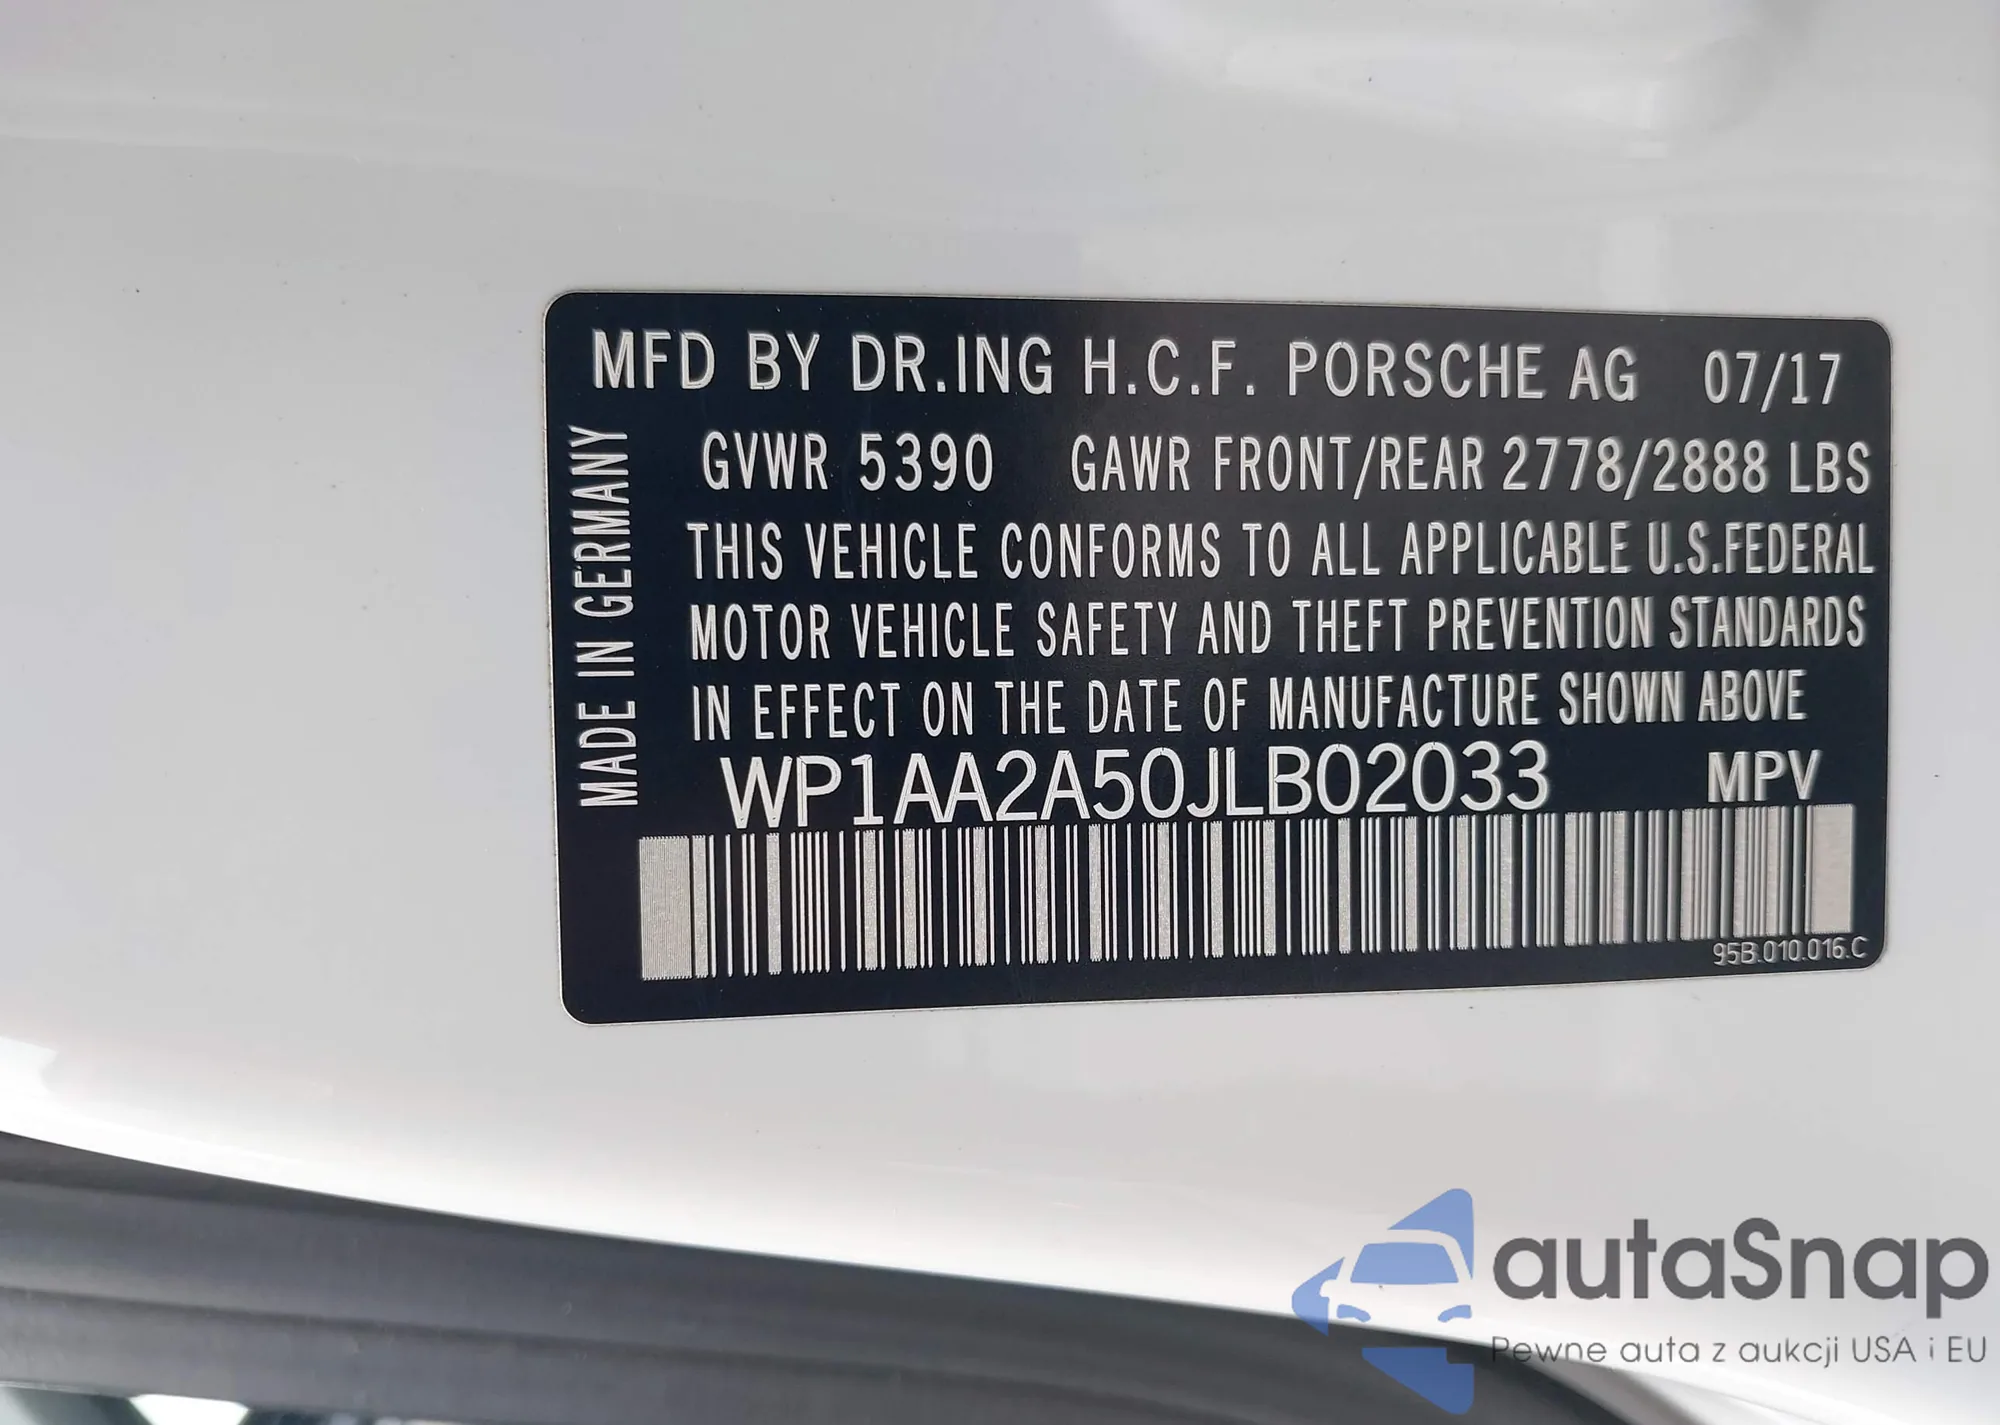 MFD BY DR.ING H.C.F. PORSCHE AG 07/17
GVWR 5390 GAWR FRONT/REAR 2778/2888 LBS
THIS VEHICLE CONFORMS TO ALL APPLICABLE U.S.FEDERAL
MOTOR VEHICLE SAFETY AND THEFT PREVENTION STANDARDS
IN EFFECT ON THE DATE OF MANUFACTURE SHOWN ABOVE
WP1AA2A50JLB02033 MPV
95B.010.016.C
MADE IN GERMANY
autaSnap
Pewne auta z aukcji USA i EU